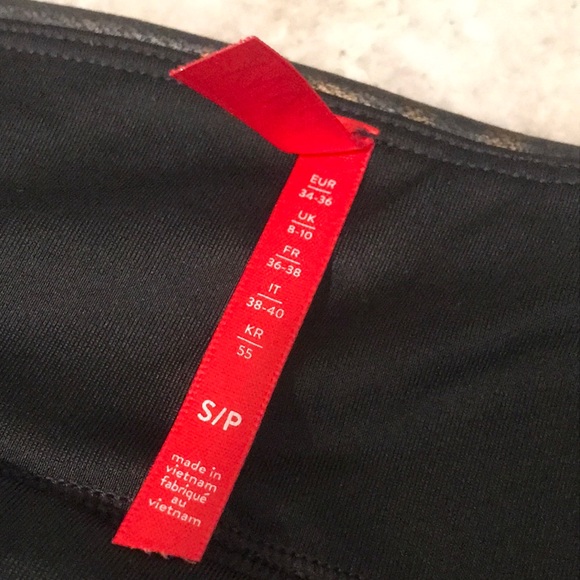 EUR
34-36
UK
8-10
FR
36-38
IT
38-40
KR
55
S/P
made in
vietnam
fabriqué
au
vietnam